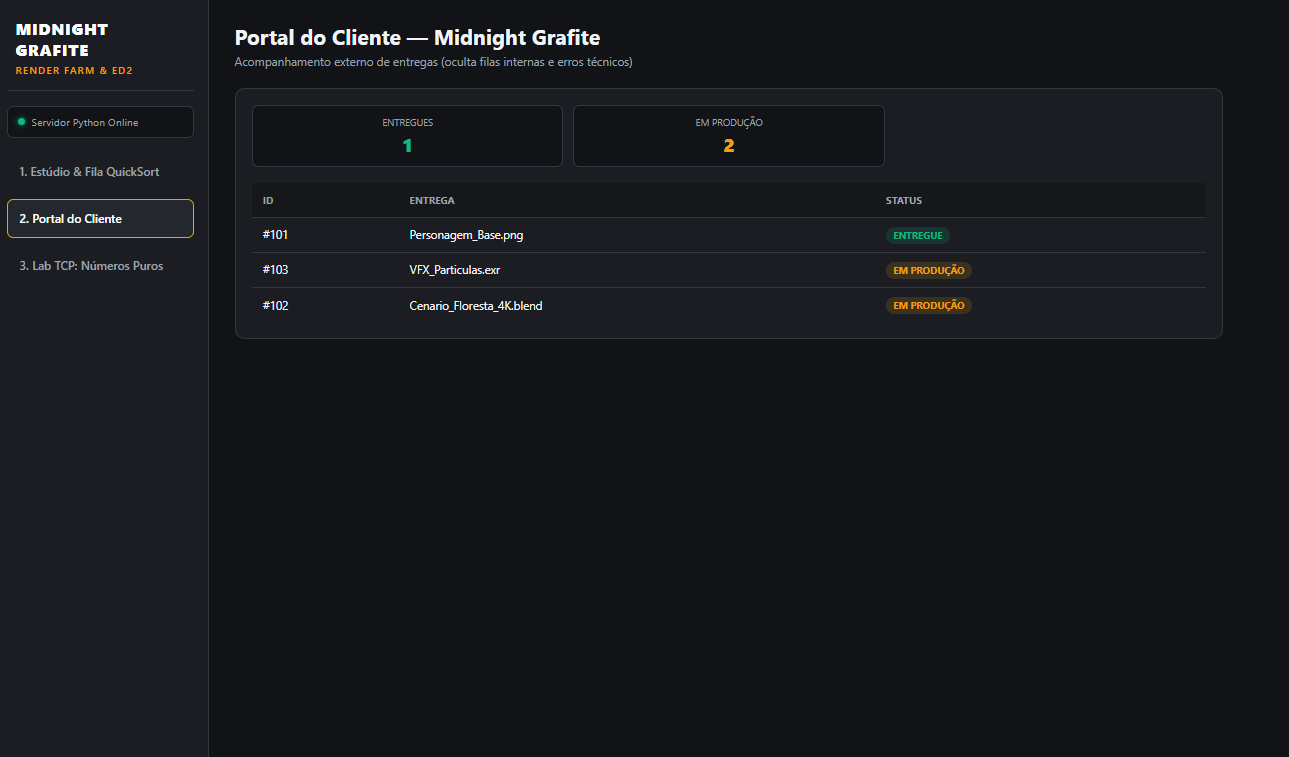 MIDNIGHT
GRAFITE
RENDER FARM & ED2
Servidor Python Online
1. Estúdio & Fila QuickSort
2. Portal do Cliente
3. Lab TCP: Números Puros
Portal do Cliente — Midnight Grafite
Acompanhamento externo de entregas (oculta filas internas e erros técnicos)
ENTREGUES
1
EM PRODUÇÃO
2
ID ENTREGA STATUS
#101 Personagem_Base.png ENTREGUE
#103 VFX_Particulas.exr EM PRODUÇÃO
#102 Cenario_Floresta_4K.blend EM PRODUÇÃO